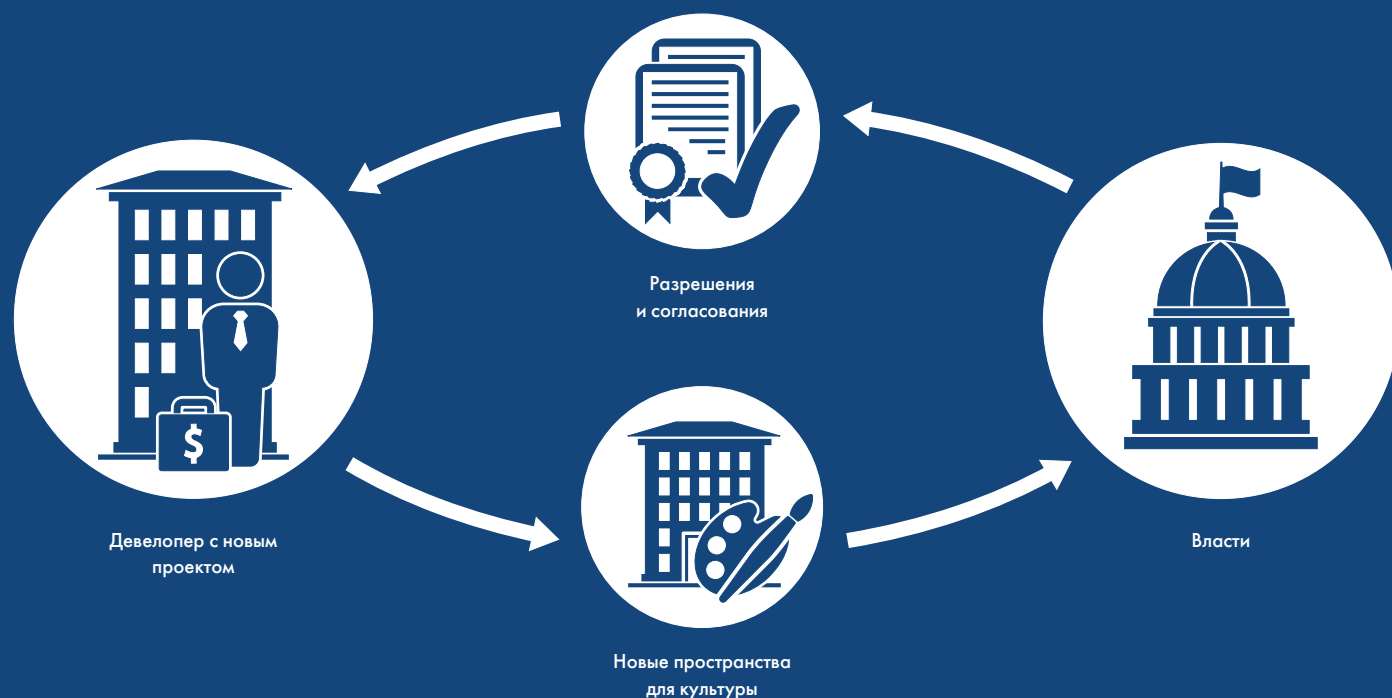 Разрешения
и согласования
$
Девелопер с новым
проектом
Власти
Новые пространства
для культуры